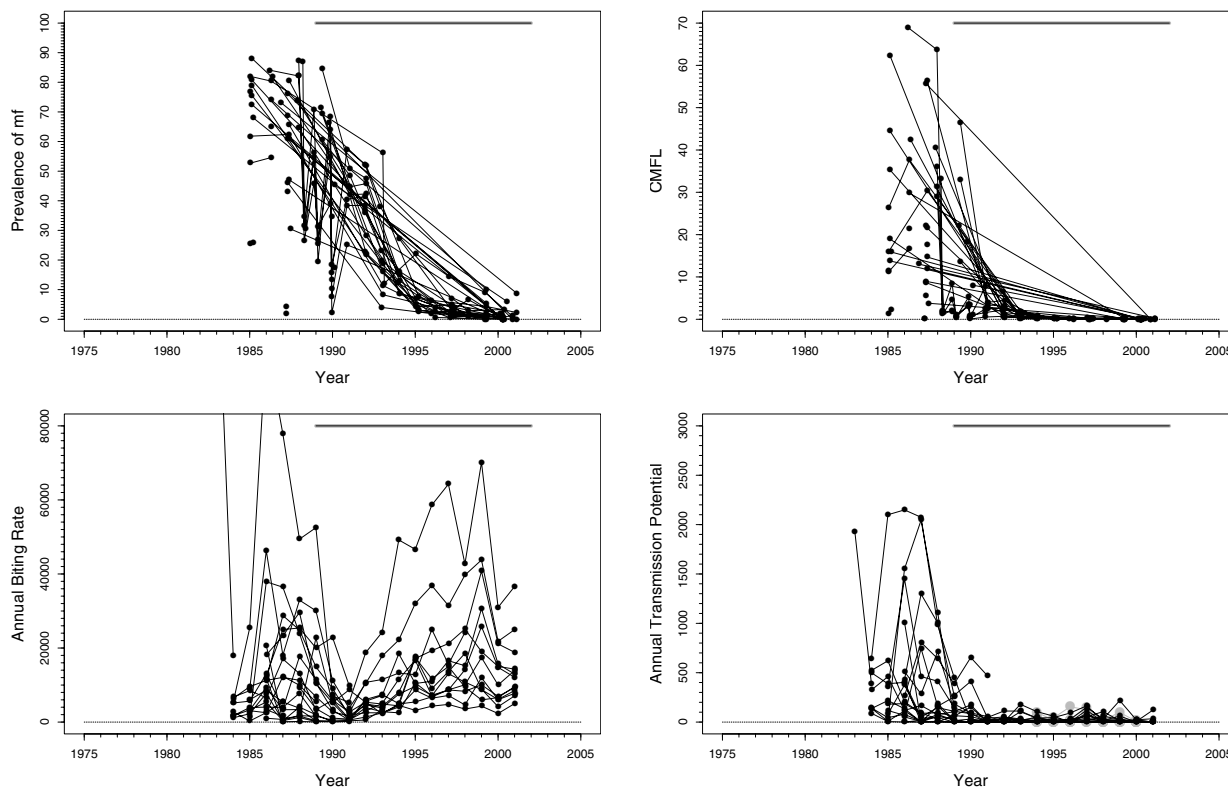 Prevalence of mf
100
90
80
70
60
50
40
30
20
10
0
1975 1980 1985 1990 1995 2000 2005
Year
CMFL
70
60
50
40
30
20
10
0
1975 1980 1985 1990 1995 2000 2005
Year
Annual Biting Rate
80000
60000
40000
20000
0
1975 1980 1985 1990 1995 2000 2005
Year
Annual Transmission Potential
3000
2500
2000
1500
1000
500
0
1975 1980 1985 1990 1995 2000 2005
Year